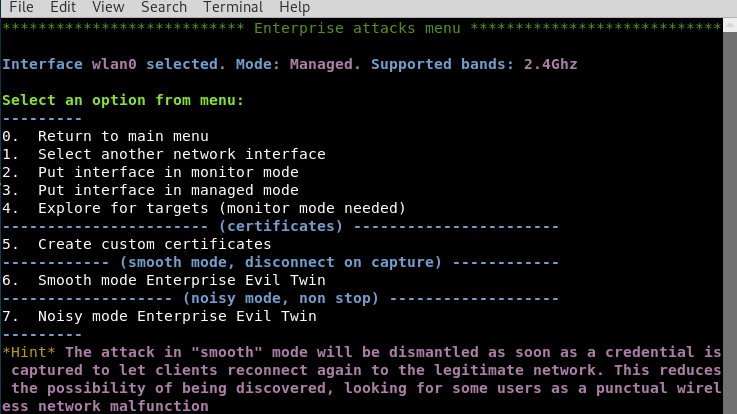 File Edit View Search Terminal Help
*************************** Enterprise attacks menu ****************************
Interface wlan0 selected. Mode: Managed. Supported bands: 2.4Ghz
Select an option from menu:
---------
0.  Return to main menu
1.  Select another network interface
2.  Put interface in monitor mode
3.  Put interface in managed mode
4.  Explore for targets (monitor mode needed)
----------------------- (certificates) -----------------------
5.  Create custom certificates
------------ (smooth mode, disconnect on capture) ------------
6.  Smooth mode Enterprise Evil Twin
------------------- (noisy mode, non stop) -------------------
7.  Noisy mode Enterprise Evil Twin
---------
*Hint* The attack in "smooth" mode will be dismantled as soon as a credential is
 captured to let clients reconnect again to the legitimate network. This reduces
 the possibility of being discovered, looking for some users as a punctual wirel
ess network malfunction